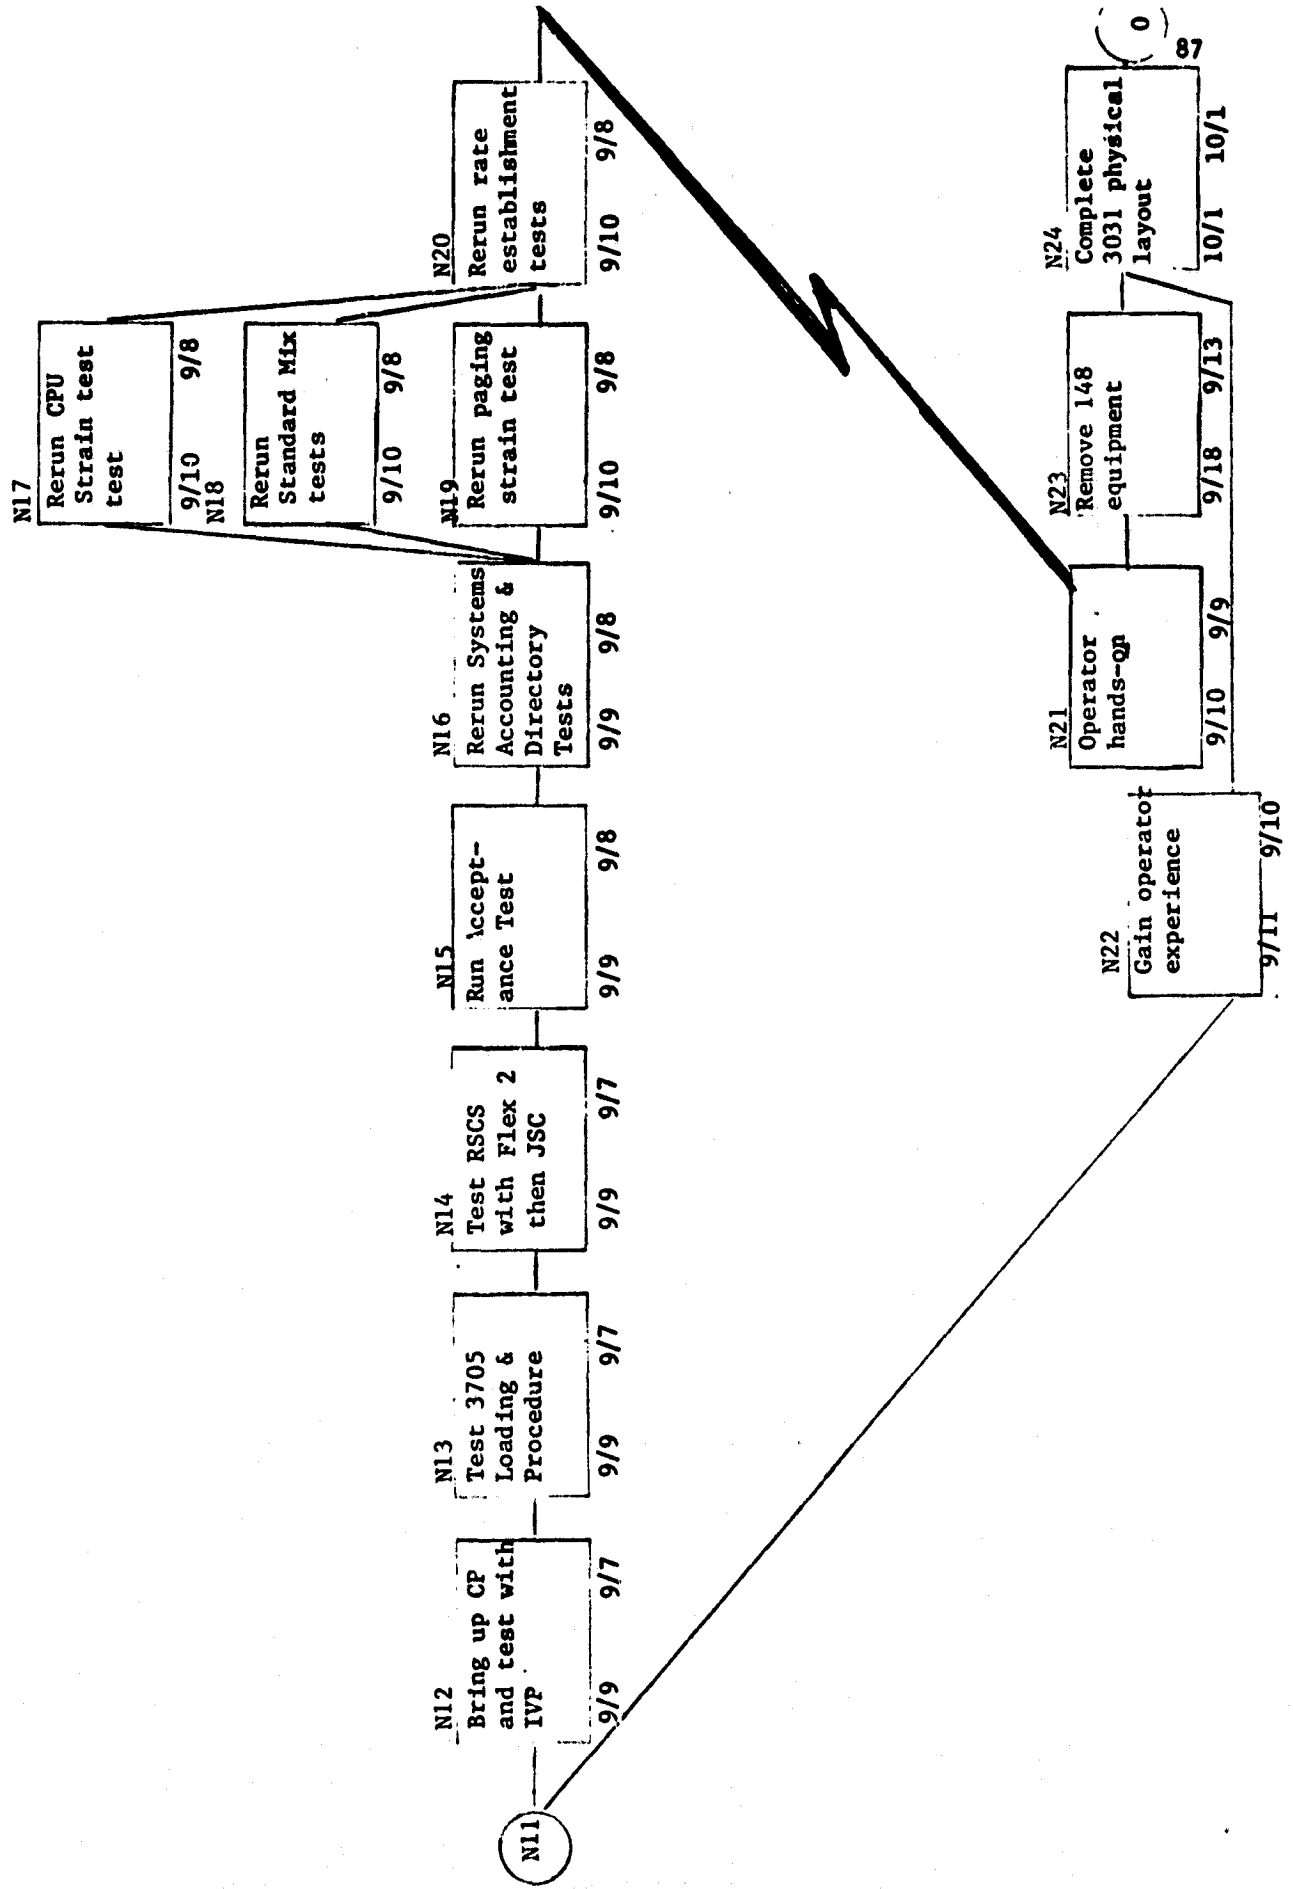 N17
Rerun CPU
Strain test
test
9/10 9/8
N18
Rerun
Standard Mix
tests
9/10 9/8
N11
N12
Bring up CP
and test with
IVP
9/9 9/7
N13
Test 3705
Loading &
Procedure
9/9 9/7
N14
Test RSCS
with Flex 2
then JSC
9/9 9/7
N15
Run Accept-
ance Test
9/9 9/8
N16
Rerun Systems
Accounting &
Directory
Tests
9/9 9/8
N19
Rerun paging
strain test
9/10 9/8
N20
Rerun rate
establishment
tests
9/10 9/8
N21
Operator
hands-on
9/10 9/9
N22
Gain operator
experience
9/11 9/10
N23
Remove 148
equipment
9/18 9/13
N24
Complete
3031 physical
layout
10/1 10/1
0
87